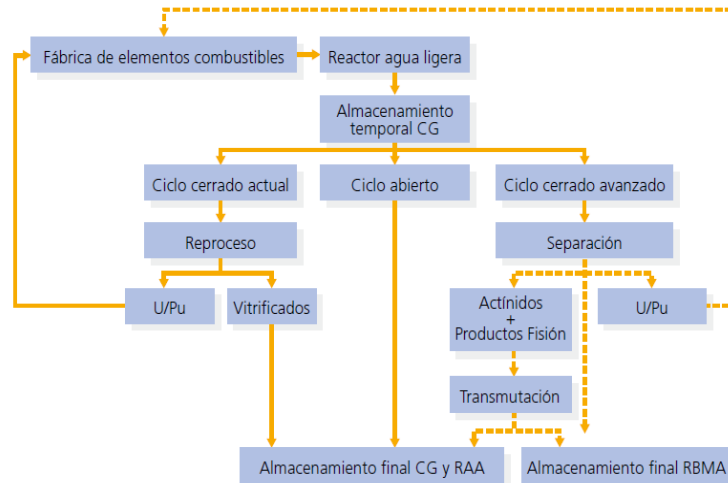 Fábrica de elementos combustibles
Reactor agua ligera
Almacenamiento
temporal CG
Ciclo cerrado actual
Ciclo abierto
Ciclo cerrado avanzado
Reproceso
Separación
U/Pu
Vitrificados
Actínidos
+
Productos Fisión
U/Pu
Transmutación
Almacenamiento final CG y RAA
Almacenamiento final RBMA